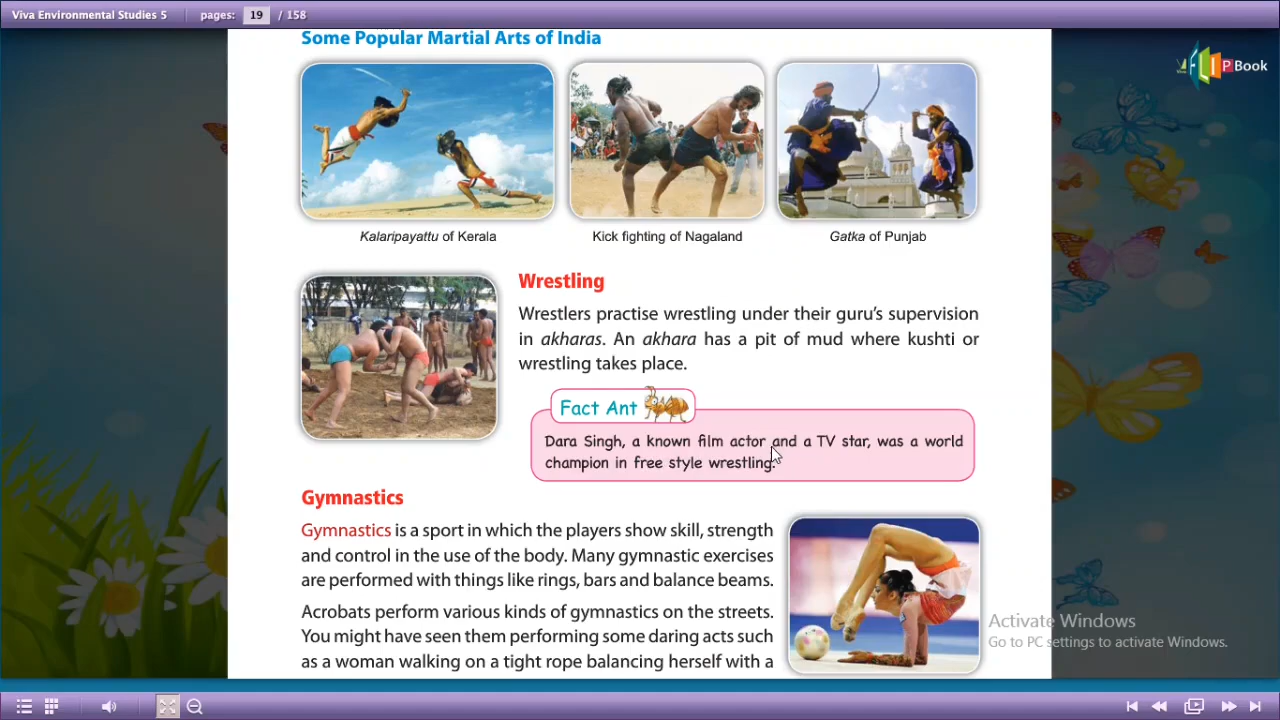 Viva Environmental Studies 5 pages: 19 / 158
Some Popular Martial Arts of India
Viva FLIP Book
Kalaripayattu of Kerala
Kick fighting of Nagaland
Gatka of Punjab
Wrestling
Wrestlers practise wrestling under their guru's supervision
in akharas. An akhara has a pit of mud where kushti or
wrestling takes place.
Fact Ant
Dara Singh, a known film actor and a TV star, was a world
champion in free style wrestling.
Gymnastics
Gymnastics is a sport in which the players show skill, strength
and control in the use of the body. Many gymnastic exercises
are performed with things like rings, bars and balance beams.
Acrobats perform various kinds of gymnastics on the streets.
You might have seen them performing some daring acts such
as a woman walking on a tight rope balancing herself with a
Activate Windows
Go to PC settings to activate Windows.